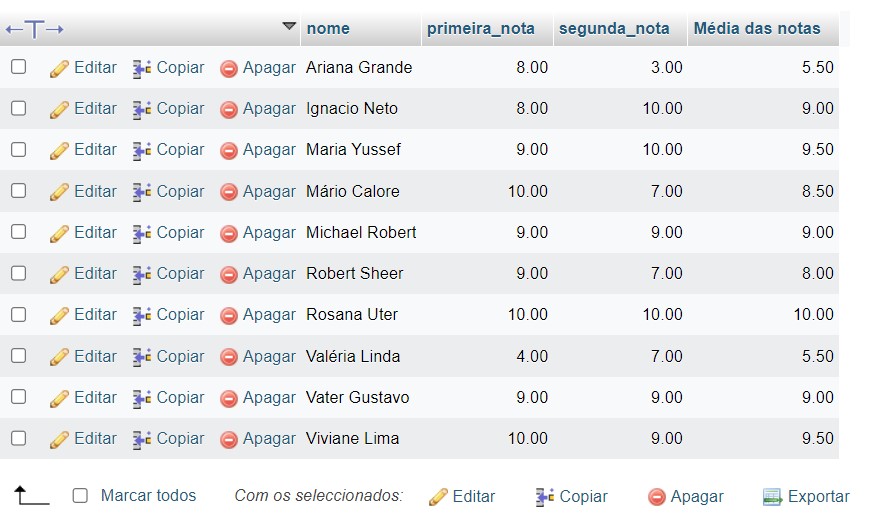 nome primeira_nota segunda_nota Média das notas
Editar Copiar Apagar Ariana Grande 8.00 3.00 5.50
Editar Copiar Apagar Ignacio Neto 8.00 10.00 9.00
Editar Copiar Apagar Maria Yussef 9.00 10.00 9.50
Editar Copiar Apagar Mário Calore 10.00 7.00 8.50
Editar Copiar Apagar Michael Robert 9.00 9.00 9.00
Editar Copiar Apagar Robert Sheer 9.00 7.00 8.00
Editar Copiar Apagar Rosana Uter 10.00 10.00 10.00
Editar Copiar Apagar Valéria Linda 4.00 7.00 5.50
Editar Copiar Apagar Vater Gustavo 9.00 9.00 9.00
Editar Copiar Apagar Viviane Lima 10.00 9.00 9.50
Marcar todos Com os seleccionados: Editar Copiar Apagar Exportar